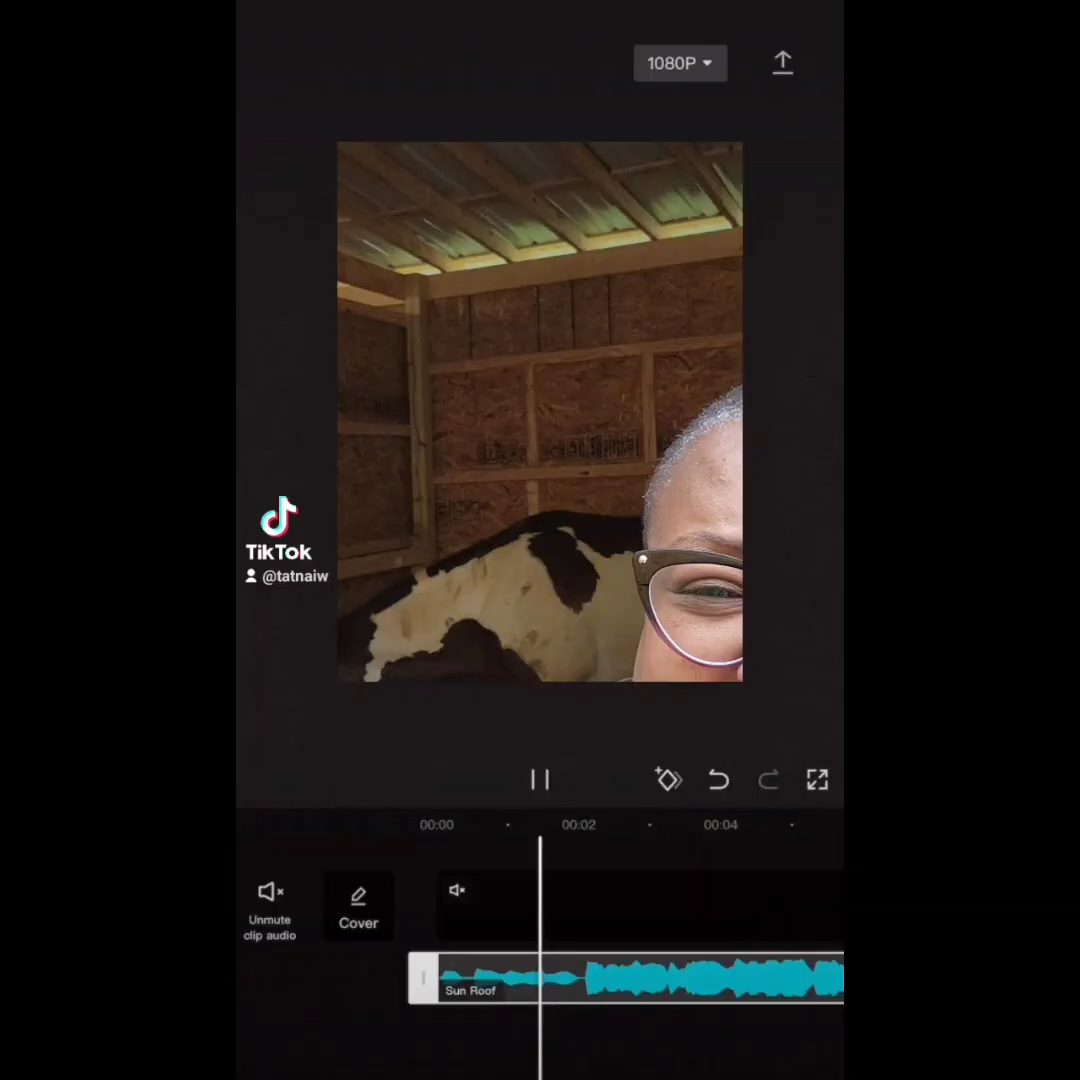 1080P
TikTok
@tatnaiw
00:00
00:02
00:04
Unmute
clip audio
Cover
Sun Roof